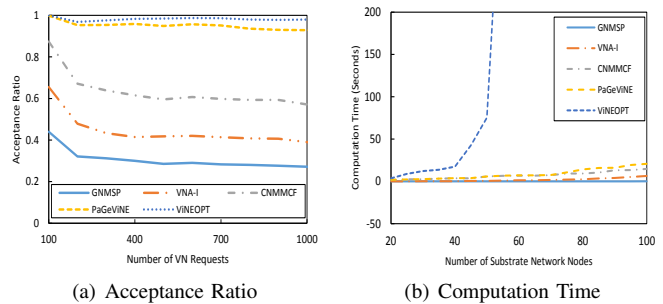 Acceptance Ratio
1
0.8
0.6
0.4
0.2
0
GNMSP
VNA-I
CNMMCF
PaGeViNE
ViNEOPT
100
400
700
1000
Number of VN Requests
(a) Acceptance Ratio
Computation Time (Seconds)
200
150
100
50
0
-50
GNMSP
VNA-I
CNMMCF
PaGeViNE
ViNEOPT
20
40
60
80
100
Number of Substrate Network Nodes
(b) Computation Time